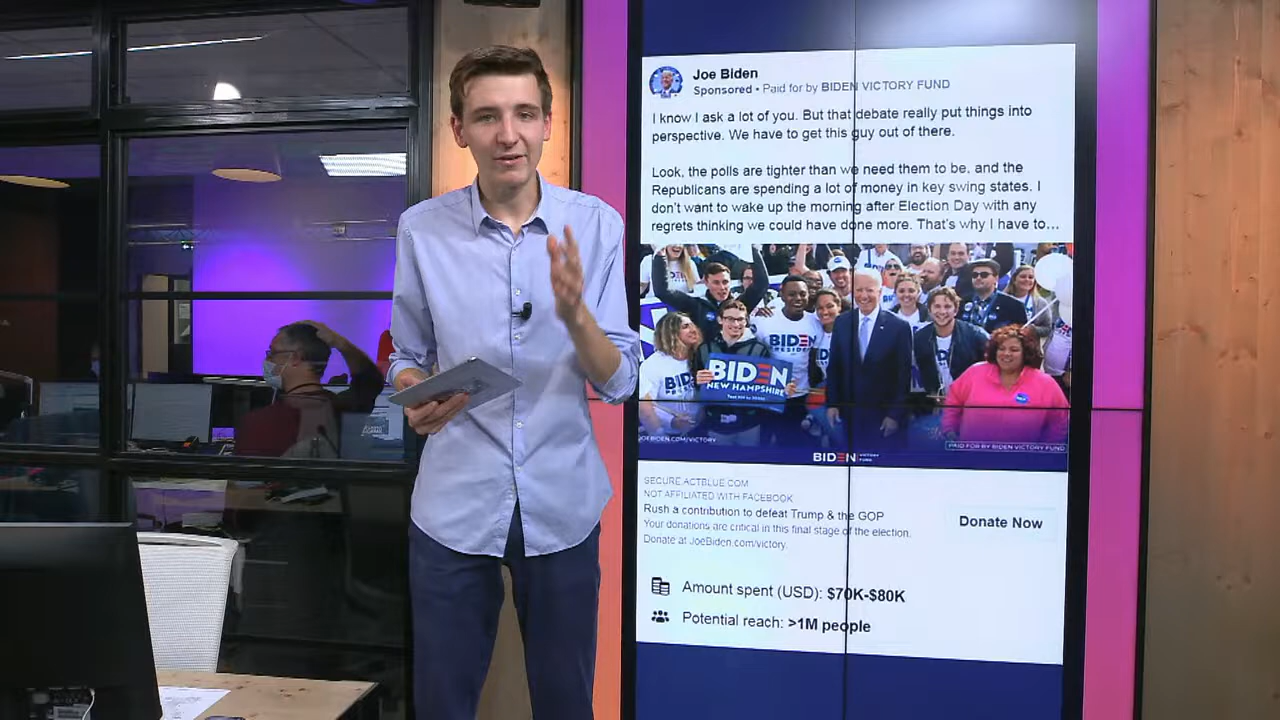 Joe Biden
Sponsored • Paid for by BIDEN VICTORY FUND
I know I ask a lot of you. But that debate really put things into
perspective. We have to get this guy out of there.
Look, the polls are tighter than we need them to be, and the
Republicans are spending a lot of money in key swing states. I
don't want to wake up the morning after Election Day with any
regrets thinking we could have done more. That's why I have to...
BIDEN
PRESIDENT
BIDEN
NEW HAMPSHIRE
BIDEN
JOEBIDEN.COM/VICTORY
PAID FOR BY BIDEN VICTORY FUND
BIDEN VICTORY FUND
SECURE.ACTBLUE.COM
NOT AFFILIATED WITH FACEBOOK
Rush a contribution to defeat Trump & the GOP
Your donations are critical in this final stage of the election.
Donate at JoeBiden.com/victory.
Donate Now
Amount spent (USD): $70K-$80K
Potential reach: >1M people